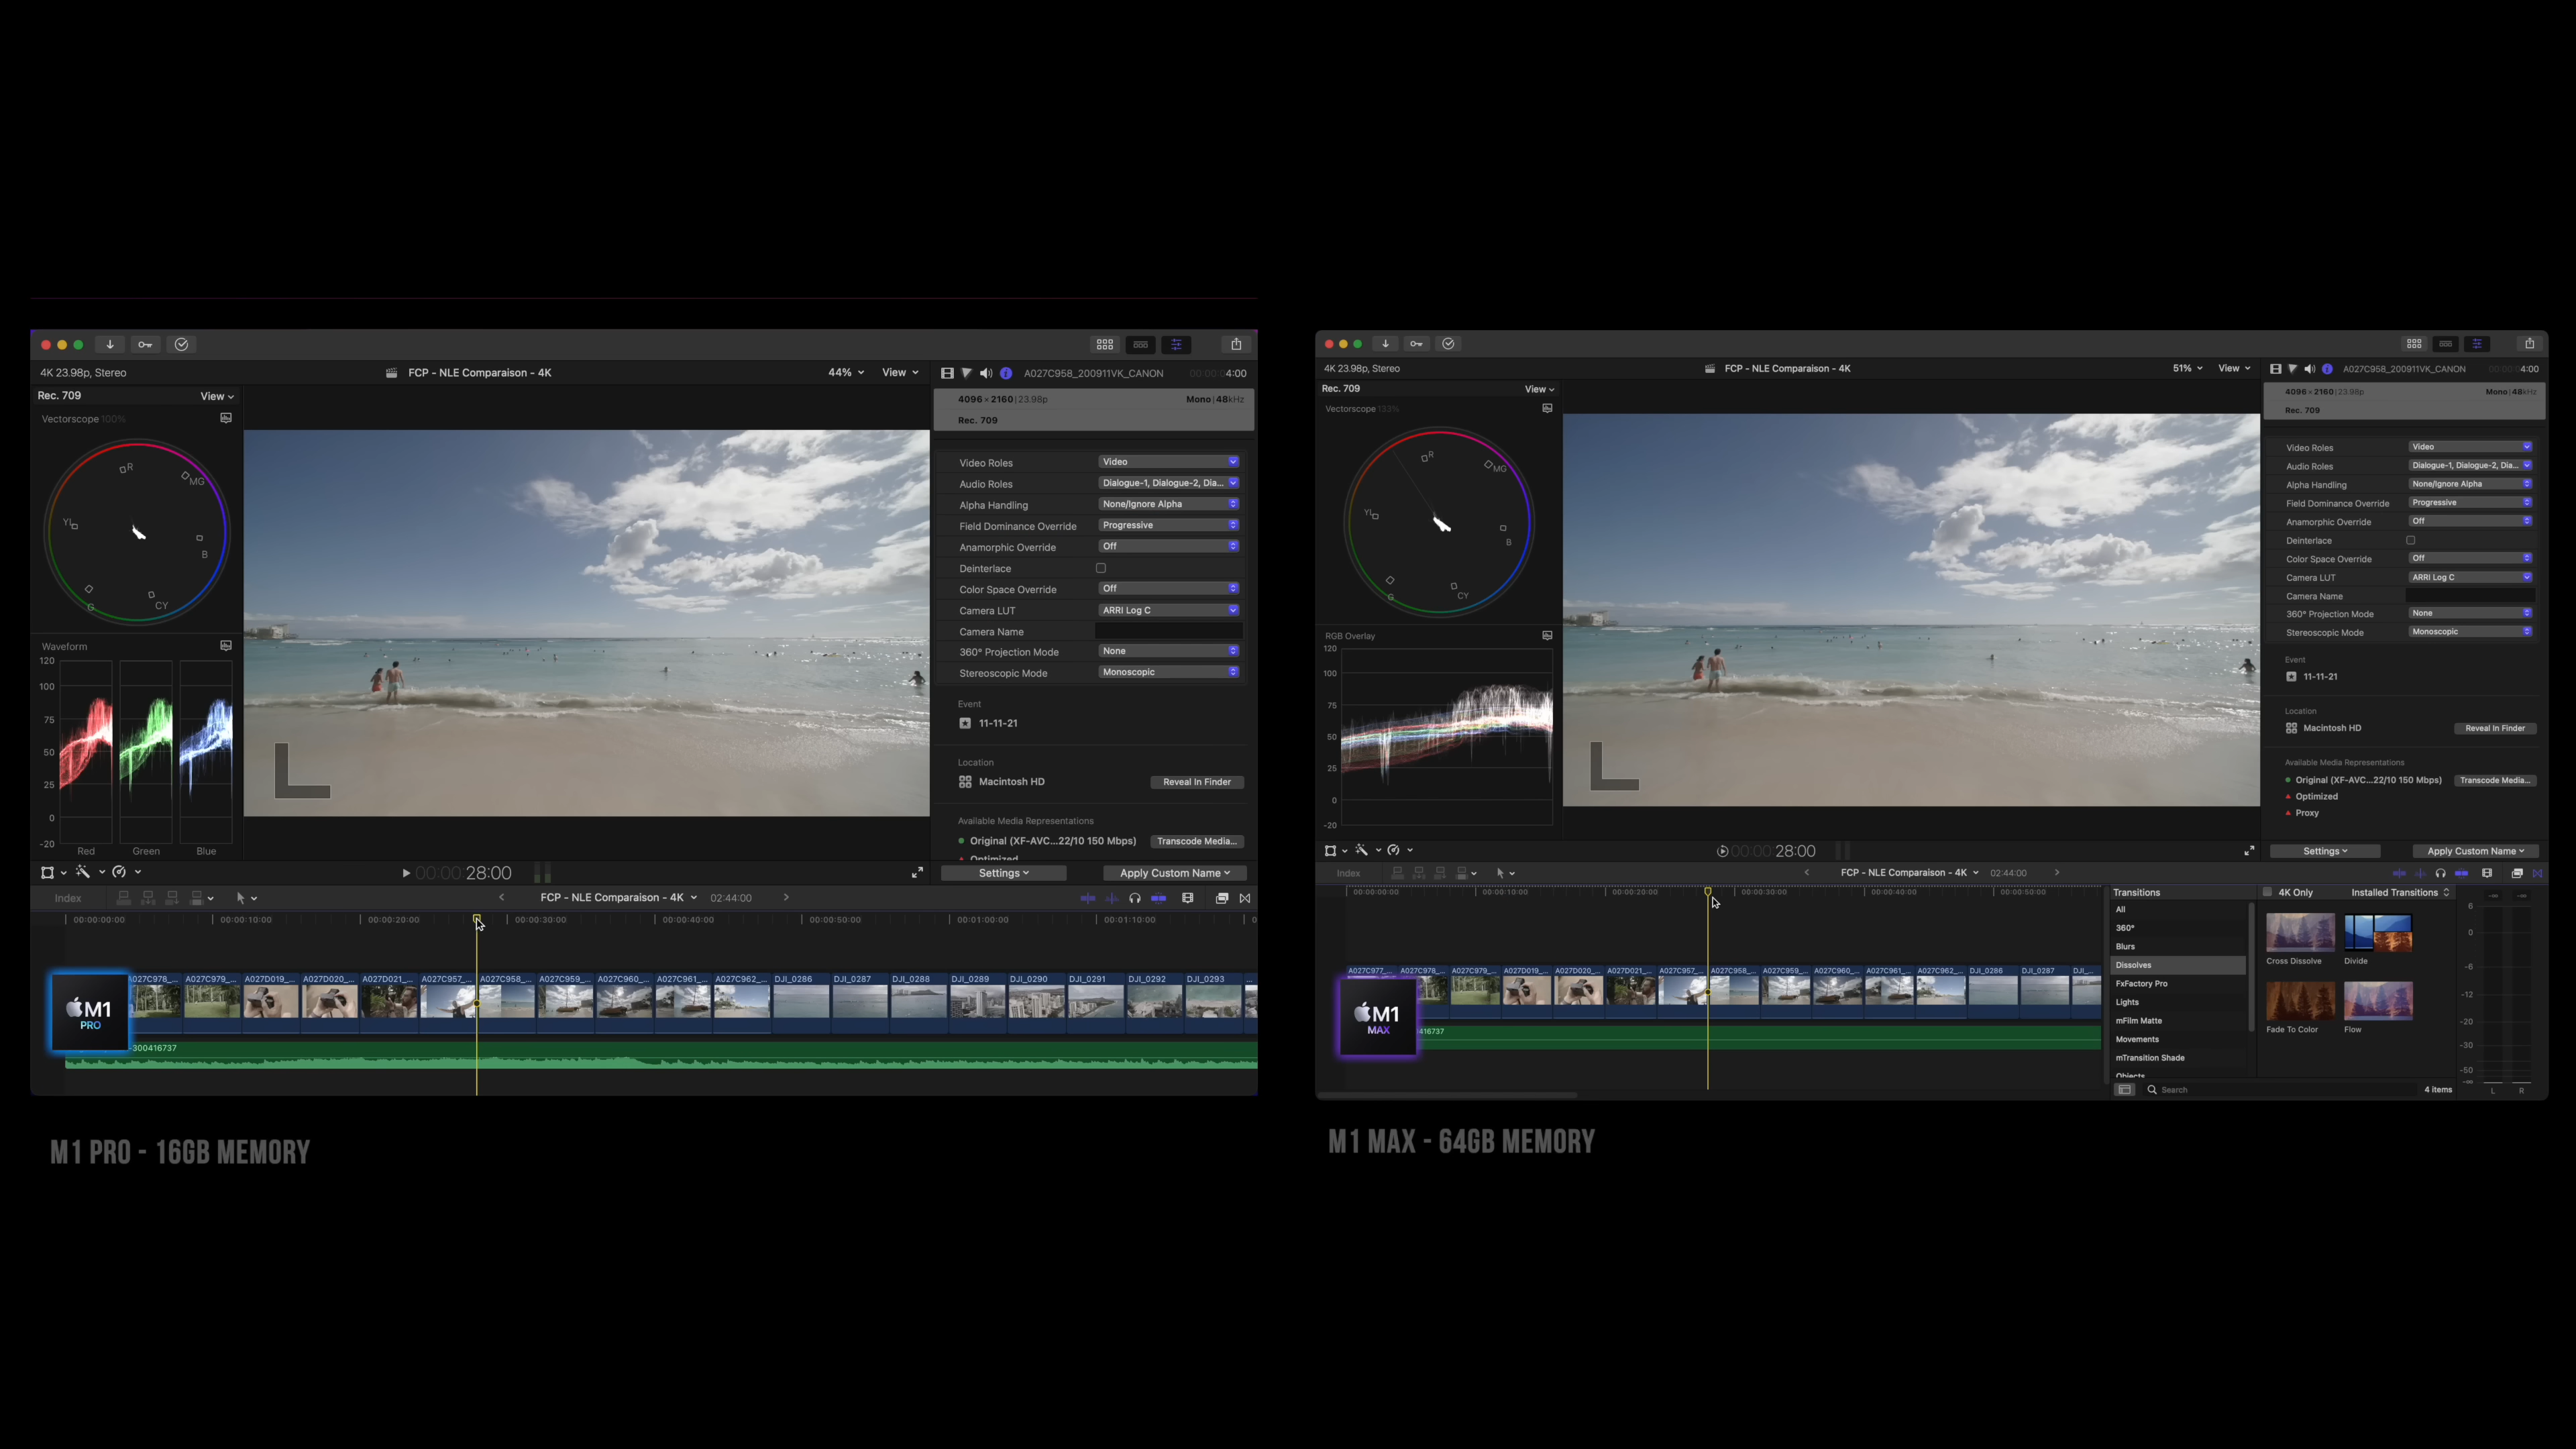 4K 23.98p, Stereo
FCP - NLE Comparaison - 4K
44%
View
A027C958_200911VK_CANON
4:00
Rec. 709
View
4096 × 2160 | 23.98p
Mono | 48kHz
Rec. 709
Vectorscope 100%
R
MG
YL
B
G
CY
Video Roles
Video
Audio Roles
Dialogue-1, Dialogue-2, Dia...
Alpha Handling
None/Ignore Alpha
Field Dominance Override
Progressive
Anamorphic Override
Off
Deinterlace
Color Space Override
Off
Camera LUT
ARRI Log C
Camera Name
360° Projection Mode
None
Stereoscopic Mode
Monoscopic
Waveform
120
100
75
50
25
0
-20
Red
Green
Blue
Event
11-11-21
Location
Macintosh HD
Reveal In Finder
Available Media Representations
Original (XF-AVC...22/10 150 Mbps)
Transcode Media...
Optimized
00:00:28:00
Settings
Apply Custom Name
Index
FCP - NLE Comparaison - 4K
02:44:00
00:00:00:00
00:00:10:00
00:00:20:00
00:00:30:00
00:00:40:00
00:00:50:00
00:01:00:00
00:01:10:00
A027C978_...
A027C979_...
A027D019_...
A027D020_...
A027D021_...
A027C957_...
A027C958_...
A027C959_...
A027C960_...
A027C961_...
A027C962_...
DJI_0286
DJI_0287
DJI_0288
DJI_0289
DJI_0290
DJI_0291
DJI_0292
DJI_0293
M1
PRO
-300416737
M1 PRO - 16GB MEMORY
4K 23.98p, Stereo
FCP - NLE Comparaison - 4K
51%
View
A027C958_200911VK_CANON
4:00
Rec. 709
View
4096 × 2160 | 23.98p
Mono | 48kHz
Rec. 709
Vectorscope 133%
R
MG
YL
B
G
CY
Video Roles
Video
Audio Roles
Dialogue-1, Dialogue-2, Dia...
Alpha Handling
None/Ignore Alpha
Field Dominance Override
Progressive
Anamorphic Override
Off
Deinterlace
Color Space Override
Off
Camera LUT
ARRI Log C
Camera Name
360° Projection Mode
None
Stereoscopic Mode
Monoscopic
RGB Overlay
120
100
75
50
25
0
-20
Event
11-11-21
Location
Macintosh HD
Reveal In Finder
Available Media Representations
Original (XF-AVC...22/10 150 Mbps)
Transcode Media...
Optimized
Proxy
00:00:28:00
Settings
Apply Custom Name
Index
FCP - NLE Comparaison - 4K
02:44:00
00:00:00:00
00:00:10:00
00:00:20:00
00:00:30:00
00:00:40:00
00:00:50:00
A027C977_...
A027C978_...
A027C979_...
A027D019_...
A027D020_...
A027D021_...
A027C957_...
A027C958_...
A027C959_...
A027C960_...
A027C961_...
A027C962_...
DJI_0286
DJI_0287
DJI_...
M1
MAX
416737
Transitions
All
360°
Blurs
Dissolves
FxFactory Pro
Lights
mFilm Matte
Movements
mTransition Shade
Objects
Search
4K Only
Installed Transitions
Cross Dissolve
Divide
Fade To Color
Flow
4 items
6
0
-6
-12
-20
-30
-50
-∞
L
R
M1 MAX - 64GB MEMORY